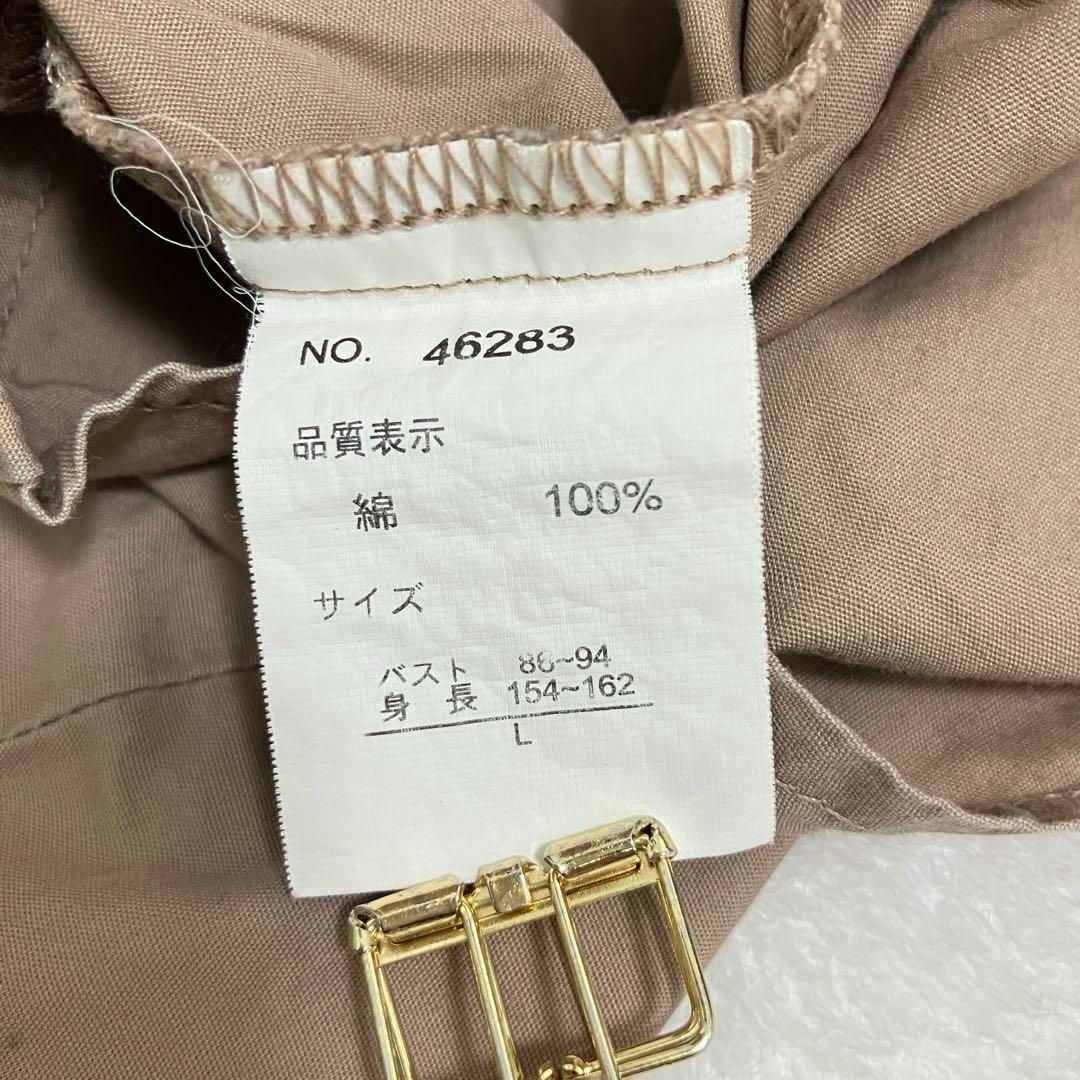 NO. 46283
品質表示
綿 100%
サイズ
バスト 86~94
身長 154~162
L